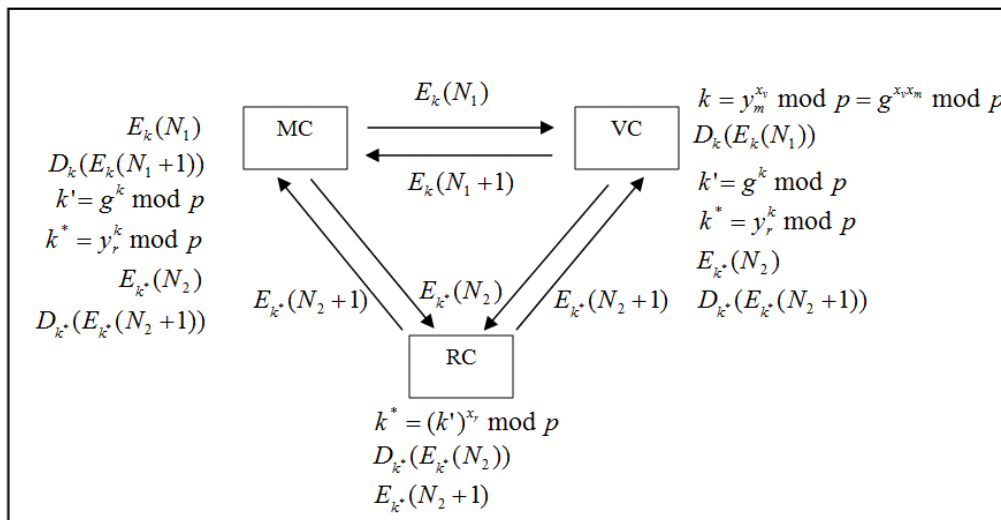 E_k(N_1)
MC
VC
k = y_m^{x_v} mod p = g^{x_v x_m} mod p
E_k(N_1)
D_k(E_k(N_1))
D_k(E_k(N_1+1))
E_k(N_1+1)
k' = g^k mod p
k' = g^k mod p
k^* = y_r^k mod p
k^* = y_r^k mod p
E_{k^*}(N_2)
E_{k^*}(N_2)
E_{k^*}(N_2+1)
E_{k^*}(N_2)
E_{k^*}(N_2+1)
D_{k^*}(E_{k^*}(N_2+1))
D_{k^*}(E_{k^*}(N_2+1))
RC
k^* = (k')^{x_r} mod p
D_{k^*}(E_{k^*}(N_2))
E_{k^*}(N_2+1)